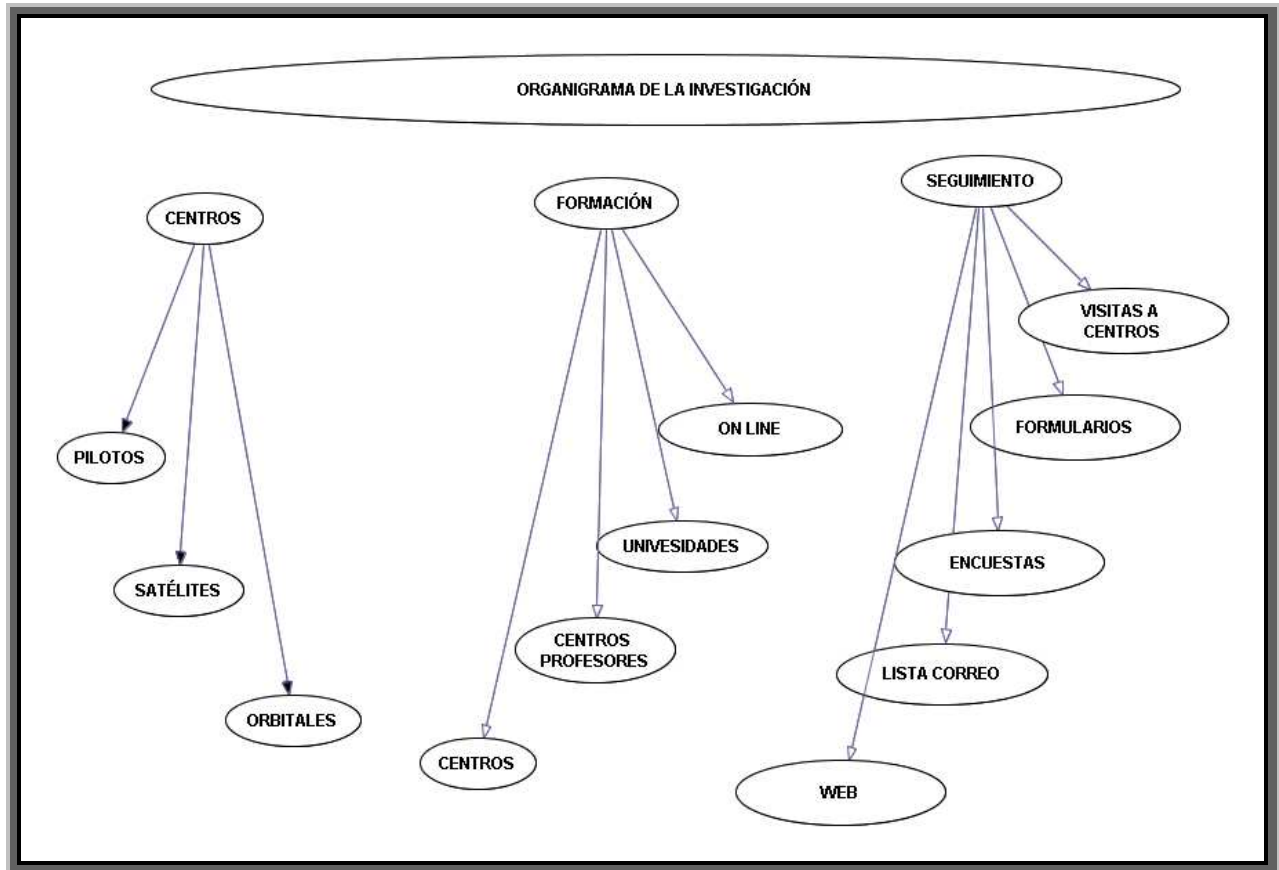 ORGANIGRAMA DE LA INVESTIGACIÓN
CENTROS
PILOTOS
SATÉLITES
ORBITALES
FORMACIÓN
ON LINE
UNIVESIDADES
CENTROS
PROFESORES
CENTROS
SEGUIMIENTO
VISITAS A
CENTROS
FORMULARIOS
ENCUESTAS
LISTA CORREO
WEB